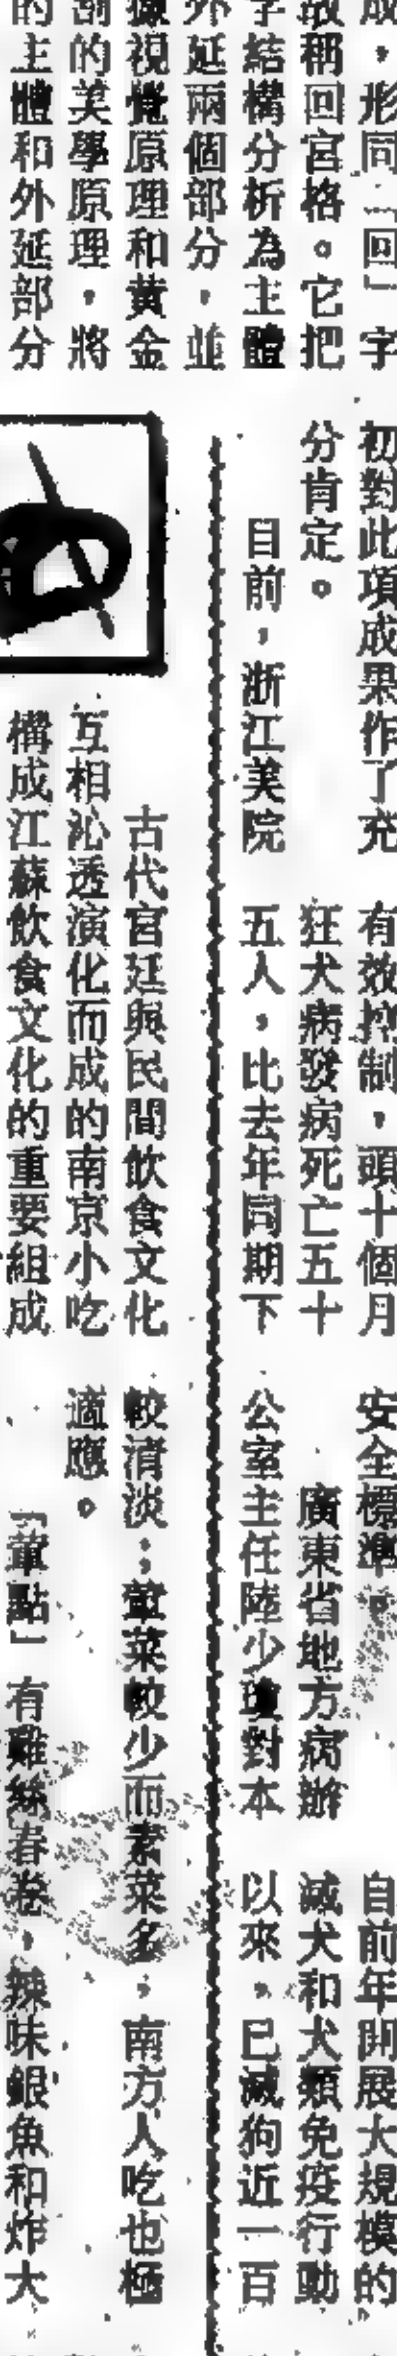 成，形同「回」字
故稱回宮格。它把
字結構分析為主體
外延兩個部分，並
據視覺原理和黃金
割的美學原理，將
的主體和外延部分
初對此項成果作了充
分肯定。
目前，浙江美院
有效控制，頭十個月
狂犬病發病死亡五十
五人，比去年同期下
安全標準。
廣東省地方病辦
公室主任陸少瓊對本
自前年開展大規模的
滅犬和犬類免疫行動
以來，已滅狗近一百
古代宮廷與民間飲食文化
互相沁透演化而成的南京小吃
構成江蘇飲食文化的重要組成
較清淡；葷菜較少而素菜多，南方人吃也極
適應。
「葷點」有雞絲春卷，辣味銀魚和炸大